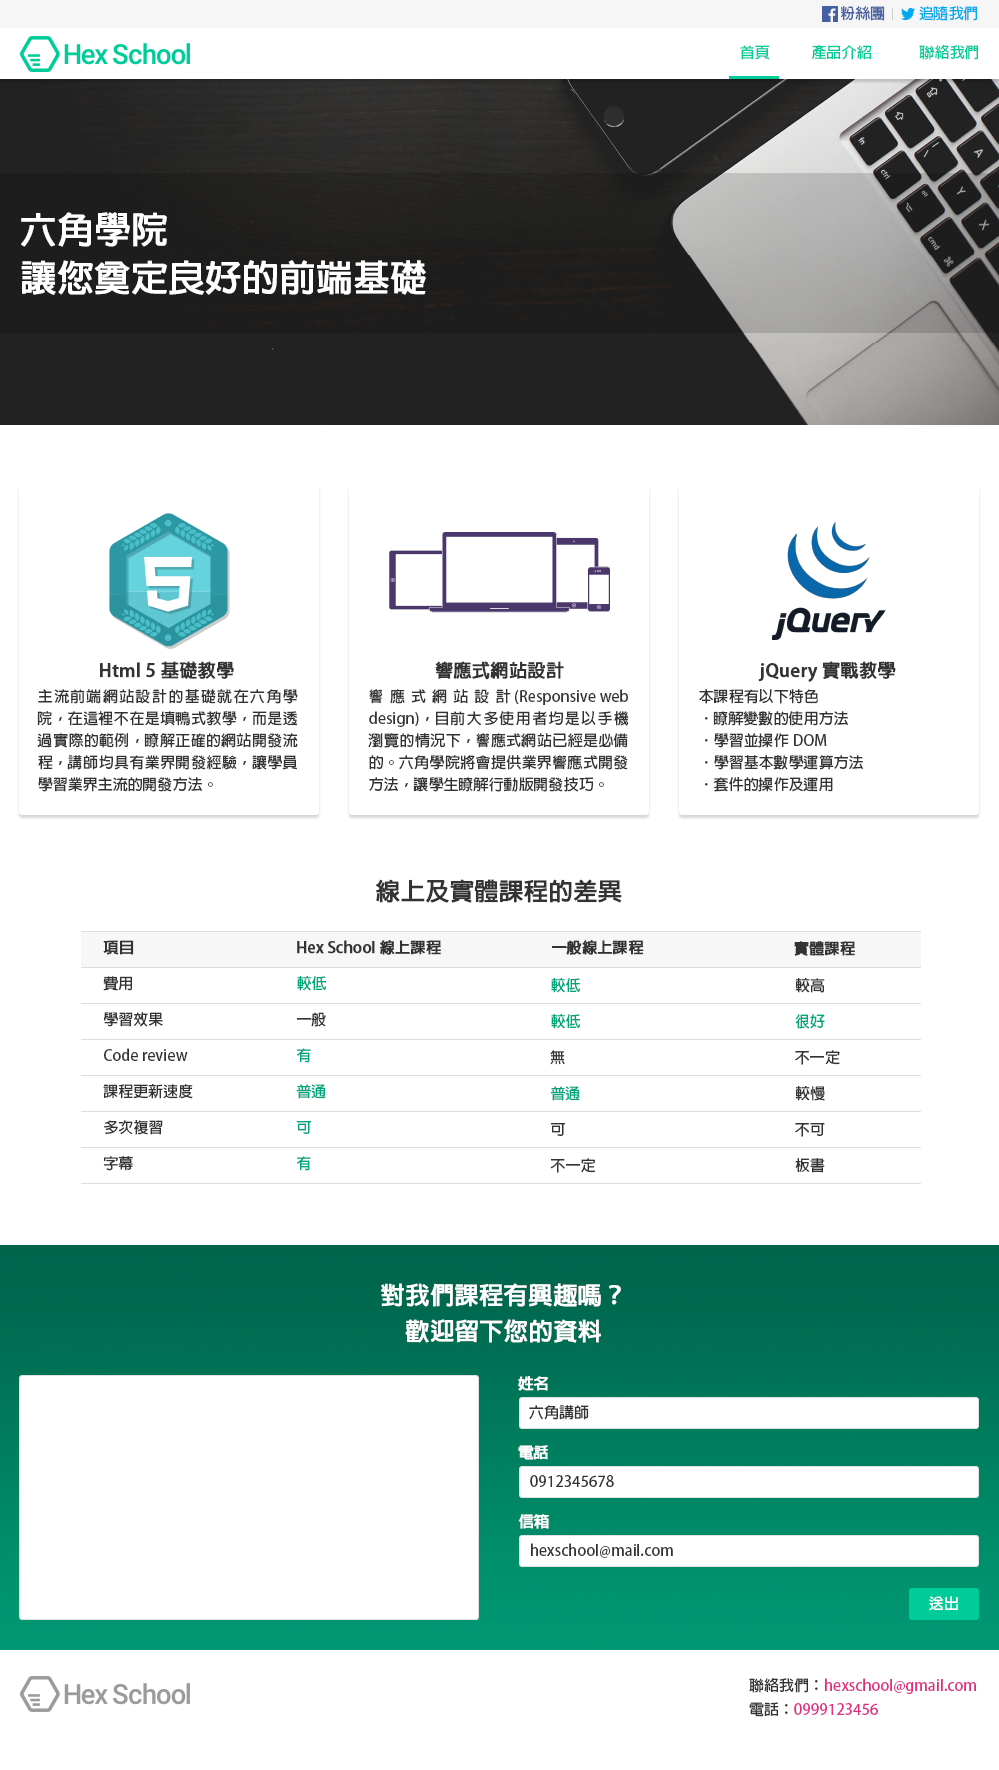 粉絲團 | 追隨我們
Hex School 首頁 產品介紹 聯絡我們
六角學院
讓您奠定良好的前端基礎
Html 5 基礎教學
主流前端網站設計的基礎就在六角學
院，在這裡不在是填鴨式教學，而是透
過實際的範例，瞭解正確的網站開發流
程，講師均具有業界開發經驗，讓學員
學習業界主流的開發方法。
響應式網站設計
響應式網站設計(Responsive web
design)，目前大多使用者均是以手機
瀏覽的情況下，響應式網站已經是必備
的。六角學院將會提供業界響應式開發
方法，讓學生瞭解行動版開發技巧。
jQuery
jQuery 實戰教學
本課程有以下特色
．瞭解變數的使用方法
．學習並操作 DOM
．學習基本數學運算方法
．套件的操作及運用
線上及實體課程的差異
項目 Hex School 線上課程 一般線上課程 實體課程
費用 較低 較低 較高
學習效果 一般 較低 很好
Code review 有 無 不一定
課程更新速度 普通 普通 較慢
多次複習 可 可 不可
字幕 有 不一定 板書
對我們課程有興趣嗎？
歡迎留下您的資料
姓名
六角講師
電話
0912345678
信箱
hexschool@mail.com
送出
Hex School
聯絡我們：hexschool@gmail.com
電話：0999123456